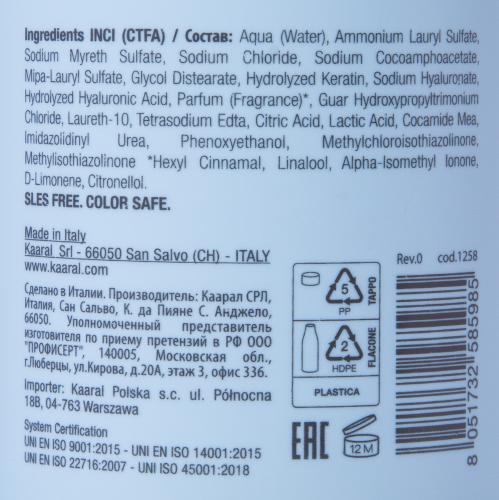 Ingredients INCI (CTFA) / Состав: Aqua (Water), Ammonium Lauryl Sulfate,
Sodium Myreth Sulfate, Sodium Chloride, Sodium Cocoamphoacetate,
Mipa-Lauryl Sulfate, Glycol Distearate, Hydrolyzed Keratin, Sodium Hyaluronate,
Hydrolyzed Hyaluronic Acid, Parfum (Fragrance)*, Guar Hydroxypropyltrimonium
Chloride, Laureth-10, Tetrasodium Edta, Citric Acid, Lactic Acid, Cocamide Mea,
Imidazolidinyl Urea, Phenoxyethanol, Methylchloroisothiazolinone,
Methylisothiazolinone *Hexyl Cinnamal, Linalool, Alpha-Isomethyl Ionone,
D-Limonene, Citronellol.
SLES FREE. COLOR SAFE.
Made in Italy
Kaaral Srl - 66050 San Salvo (CH) - ITALY
www.kaaral.com
Сделано в Италии. Производитель: Каарал СРЛ,
Италия, Сан Сальво, К. да Пияне С. Анджело,
66050. Уполномоченный представитель
изготовителя по приему претензий в РФ ООО
"ПРОФИСЕРТ", 140005, Московская обл.,
г.Люберцы, ул.Кирова, д.20А, этаж 3, офис 336.
Importer: Kaaral Polska s.c. ul. Północna
18B, 04-763 Warszawa
System Certification
UNI EN ISO 9001:2015 - UNI EN ISO 14001:2015
UNI EN ISO 22716:2007 - UNI ISO 45001:2018
5
PP
TAPPO
2
HDPE
FLACONE
PLASTICA
EAC
12 M
Rev.0 cod.1258
8 051732 585985